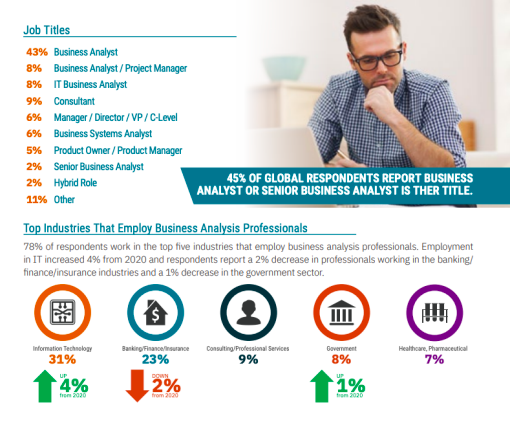 Job Titles
43% Business Analyst
8% Business Analyst / Project Manager
8% IT Business Analyst
9% Consultant
6% Manager / Director / VP / C-Level
6% Business Systems Analyst
5% Product Owner / Product Manager
2% Senior Business Analyst
2% Hybrid Role
11% Other
45% OF GLOBAL RESPONDENTS REPORT BUSINESS
ANALYST OR SENIOR BUSINESS ANALYST IS THER TITLE.
Top Industries That Employ Business Analysis Professionals
78% of respondents work in the top five industries that employ business analysis professionals. Employment
in IT increased 4% from 2020 and respondents report a 2% decrease in professionals working in the banking/
finance/insurance industries and a 1% decrease in the government sector.
Information Technology
31%
UP
4%
from 2020
Banking/Finance/Insurance
23%
DOWN
2%
from 2020
Consulting/Professional Services
9%
Government
8%
UP
1%
from 2020
Healthcare, Pharmaceutical
7%